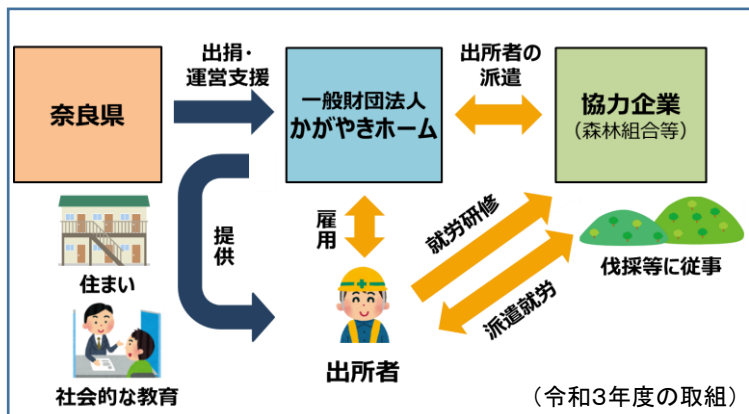 奈良県
出捐・
運営支援
一般財団法人
かがやきホーム
出所者の
派遣
協力企業
（森林組合等）
提供
雇用
就労研修
派遣就労
伐採等に従事
住まい
社会的な教育
出所者
（令和3年度の取組）